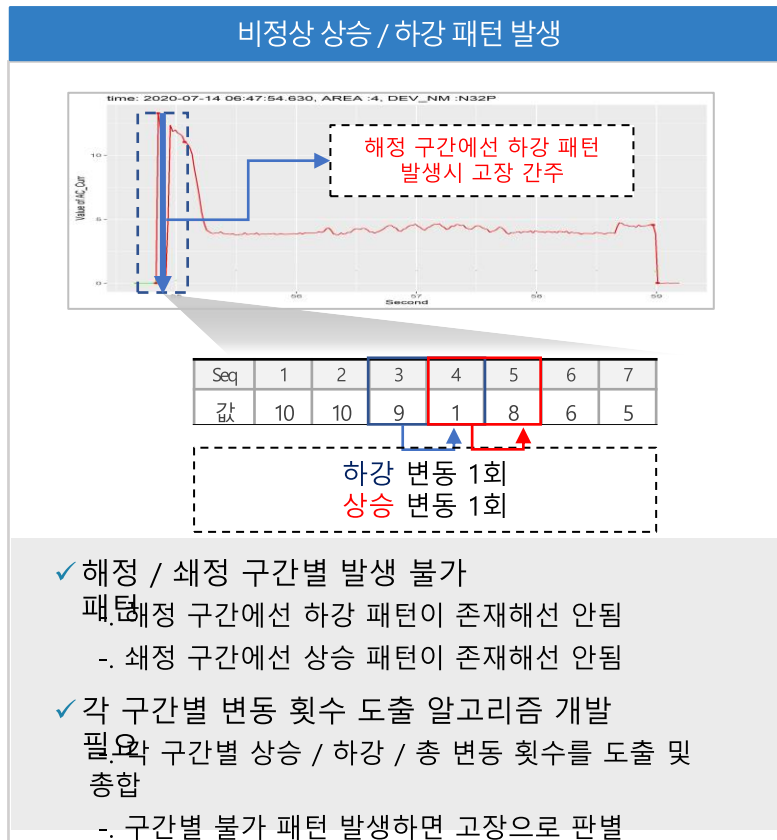 비정상 상승 / 하강 패턴 발생
time: 2020-07-14 06:47:54.630, AREA :4, DEV_NM :N32P
해정 구간에선 하강 패턴
발생시 고장 간주
Value of AC_Curr
10
5
0
56
57
58
59
Second
Seq 1 2 3 4 5 6 7
값 10 10 9 1 8 6 5
하강 변동 1회
상승 변동 1회
✓ 해정 / 쇄정 구간별 발생 불가
패턴
-. 해정 구간에선 하강 패턴이 존재해선 안됨
-. 쇄정 구간에선 상승 패턴이 존재해선 안됨
✓ 각 구간별 변동 횟수 도출 알고리즘 개발
필요
-. 각 구간별 상승 / 하강 / 총 변동 횟수를 도출 및
총합
-. 구간별 불가 패턴 발생하면 고장으로 판별